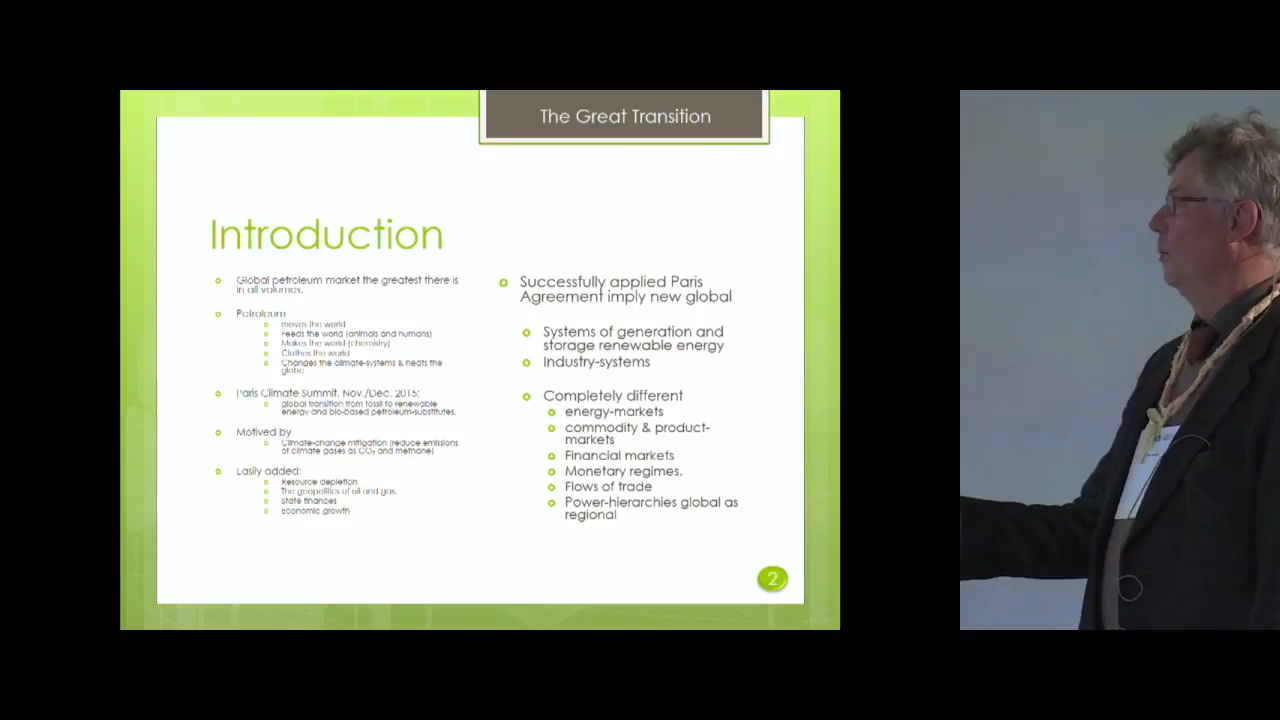 The Great Transition
Introduction
Global petroleum market the greatest there is
in all volumes.
Petroleum
moves the world
Feeds the world (animals and humans)
Makes the world (chemistry)
Clothes the world
Changes the climate-systems & heats the
globe
Paris Climate Summit, Nov./Dec. 2015:
global transition from fossil to renewable
energy and bio-based petroleum-substitutes.
Motived by
Climate-change mitigation (reduce emissions
of climate gases as CO₂ and methane)
Easily added:
Resource depletion
The geopolitics of oil and gas
State finances
Economic growth
Successfully applied Paris
Agreement imply new global
Systems of generation and
storage renewable energy
Industry-systems
Completely different
energy-markets
commodity & product-
markets
Financial markets
Monetary regimes.
Flows of trade
Power-hierarchies global as
regional
2